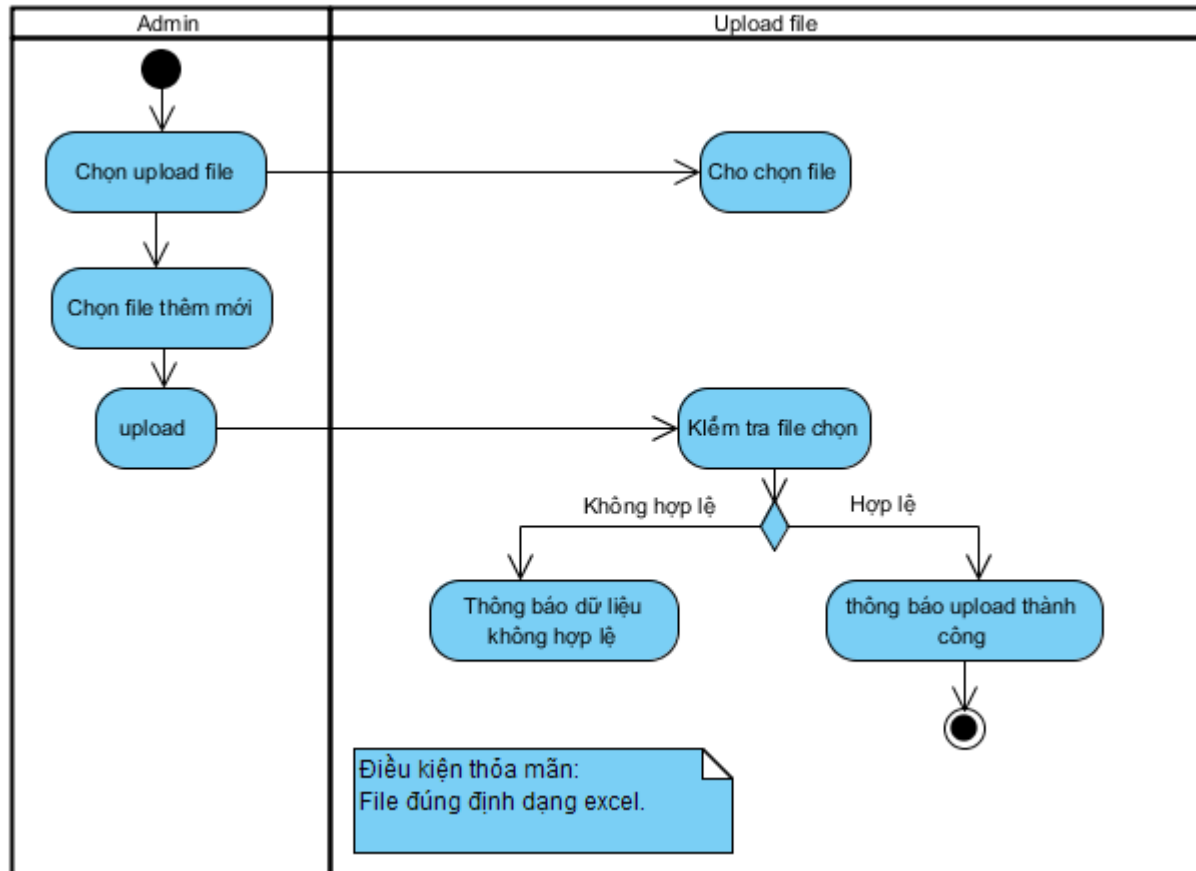 Admin
Upload file
Chọn upload file
Cho chọn file
Chọn file thêm mới
upload
Kiểm tra file chọn
Không hợp lệ
Hợp lệ
Thông báo dữ liệu
không hợp lệ
thông báo upload thành
công
Điều kiện thỏa mãn:
File đúng định dạng excel.